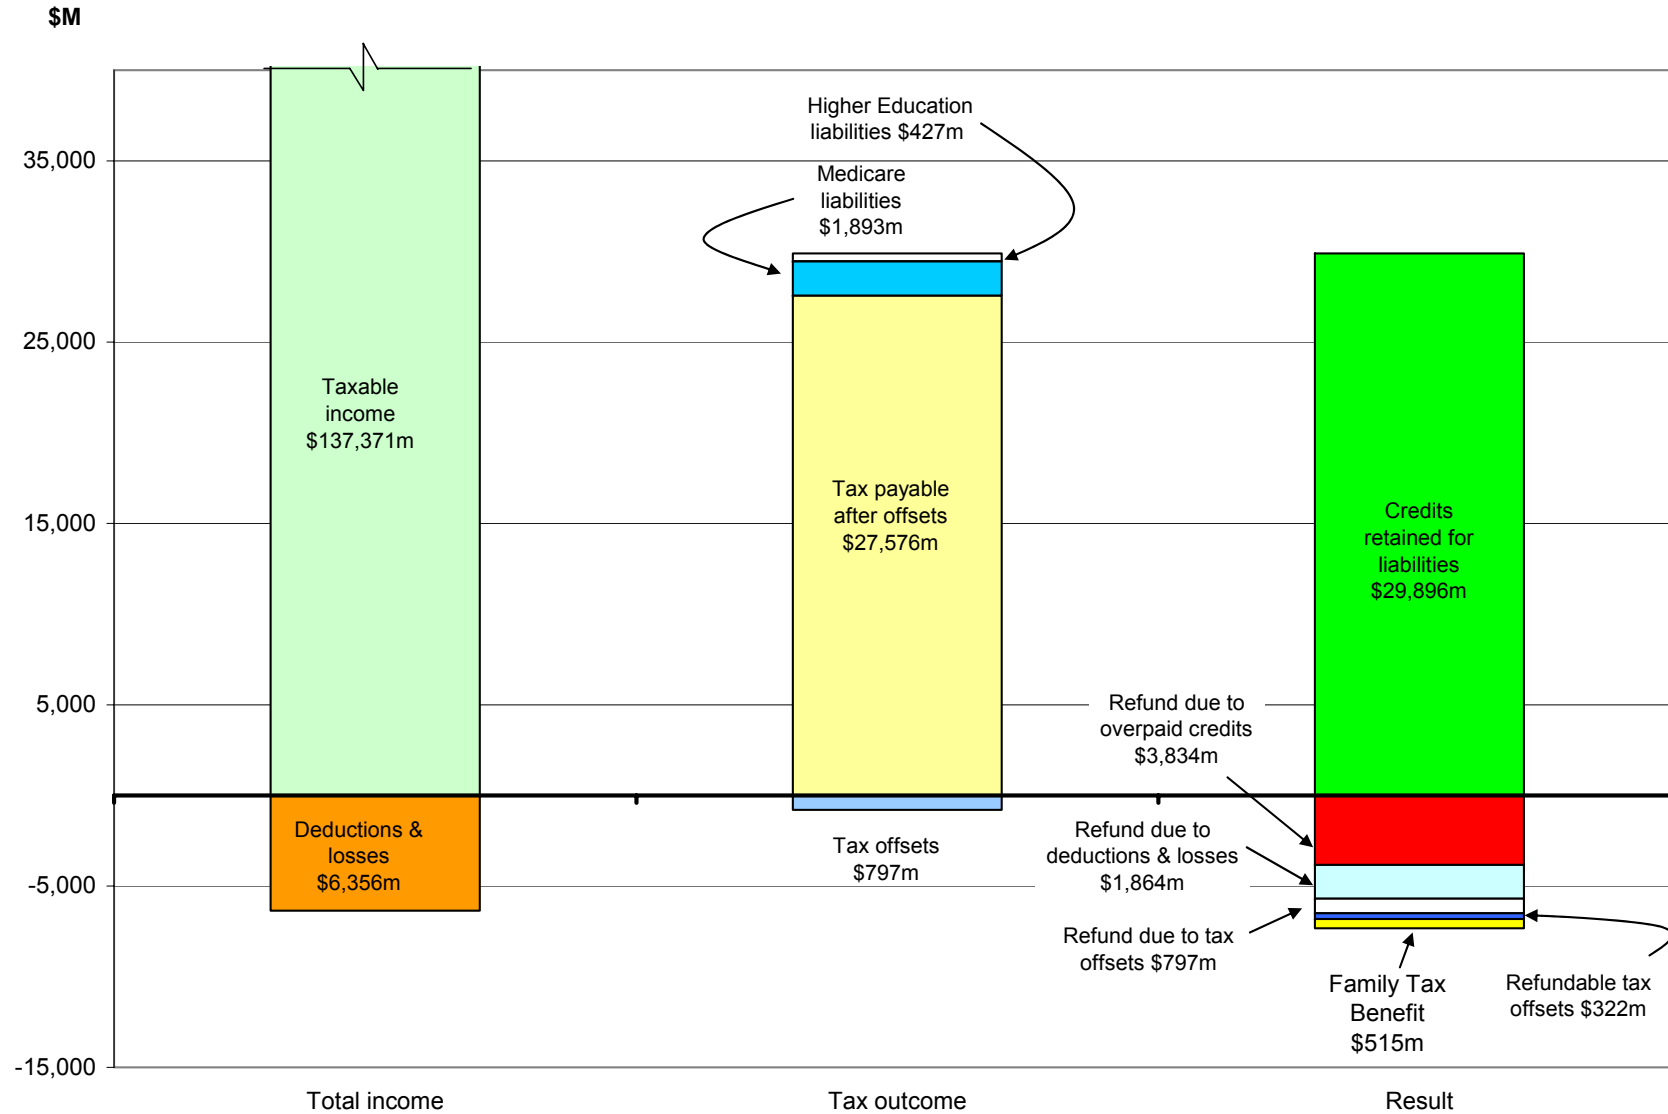 $M
35,000
25,000
15,000
5,000
-5,000
-15,000
Taxable
income
$137,371m
Deductions &
losses
$6,356m
Higher Education
liabilities $427m
Medicare
liabilities
$1,893m
Tax payable
after offsets
$27,576m
Tax offsets
$797m
Credits
retained for
liabilities
$29,896m
Refund due to
overpaid credits
$3,834m
Refund due to
deductions & losses
$1,864m
Refund due to tax
offsets $797m
Family Tax
Benefit
$515m
Refundable tax
offsets $322m
Total income
Tax outcome
Result